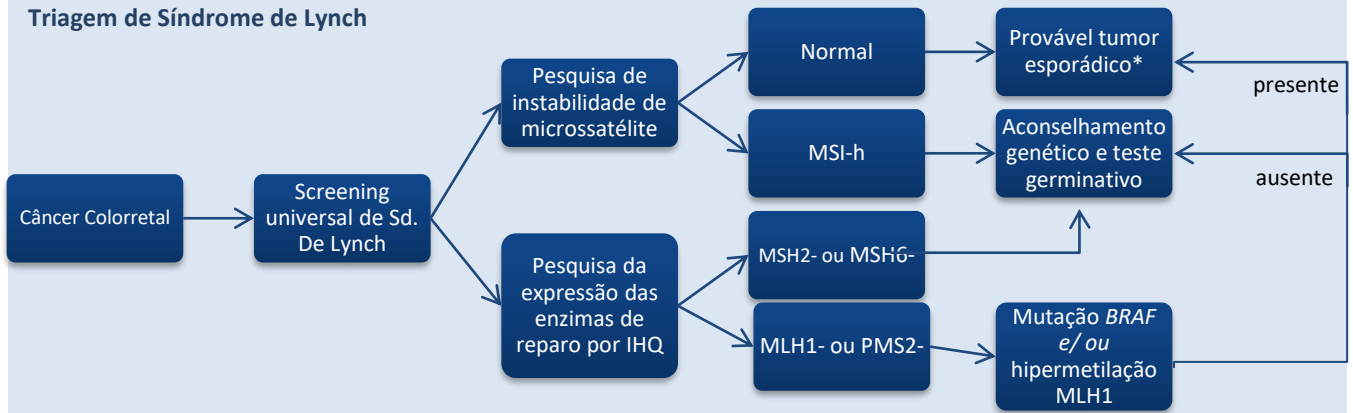 Triagem de Síndrome de Lynch
Câncer Colorretal
Screening
universal de Sd.
De Lynch
Pesquisa de
instabilidade de
microssatélite
Normal
Provável tumor
esporádico*
presente
MSI-h
Aconselhamento
genético e teste
germinativo
ausente
Pesquisa da
expressão das
enzimas de
reparo por IHQ
MSH2- ou MSH6-
MLH1- ou PMS2-
Mutação BRAF
e/ ou
hipermetilação
MLH1